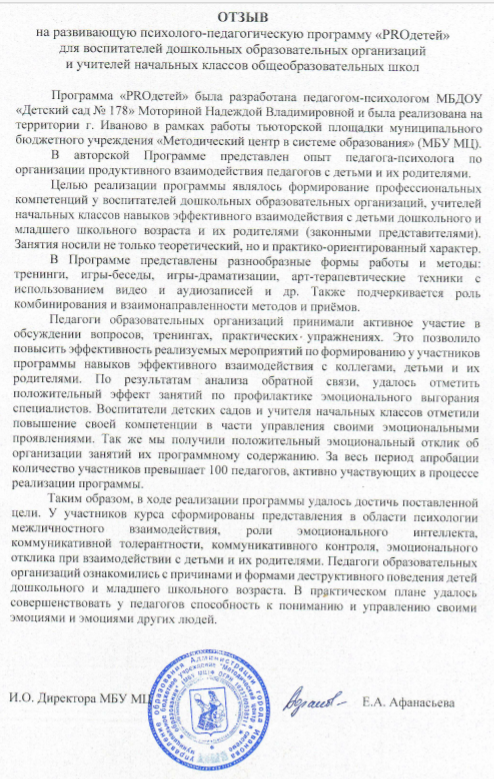 ОТЗЫВ
на развивающую психолого-педагогическую программу «PROдетей»
для воспитателей дошкольных образовательных организаций
и учителей начальных классов общеобразовательных школ
Программа «PROдетей» была разработана педагогом-психологом МБДОУ
«Детский сад № 178» Моториной Надеждой Владимировной и была реализована на
территории г. Иваново в рамках работы тьюторской площадки муниципального
бюджетного учреждения «Методический центр в системе образования» (МБУ МЦ).
В авторской Программе представлен опыт педагога-психолога по
организации продуктивного взаимодействия педагогов с детьми и их родителями.
Целью реализации программы являлось формирование профессиональных
компетенций у воспитателей дошкольных образовательных организаций, учителей
начальных классов навыков эффективного взаимодействия с детьми дошкольного и
младшего школьного возраста и их родителями (законными представителями).
Занятия носили не только теоретический, но и практико-ориентированный характер.
В Программе представлены разнообразные формы работы и методы:
тренинги, игры-беседы, игры-драматизации, арт-терапевтические техники с
использованием видео и аудиозаписей и др. Также подчеркивается роль
комбинирования и взаимонаправленности методов и приёмов.
Педагоги образовательных организаций принимали активное участие в
обсуждении вопросов, тренингах, практических упражнениях. Это позволило
повысить эффективность реализуемых мероприятий по формированию у участников
программы навыков эффективного взаимодействия с коллегами, детьми и их
родителями. По результатам анализа обратной связи, удалось отметить
положительный эффект занятий по профилактике эмоционального выгорания
специалистов. Воспитатели детских садов и учителя начальных классов отметили
повышение своей компетенции в части управления своими эмоциональными
проявлениями. Так же мы получили положительный эмоциональный отклик об
организации занятий их программному содержанию. За весь период апробации
количество участников превышает 100 педагогов, активно участвующих в процессе
реализации программы.
Таким образом, в ходе реализации программы удалось достичь поставленной
цели. У участников курса сформированы представления в области психологии
межличностного взаимодействия, роли эмоционального интеллекта,
коммуникативной толерантности, коммуникативного контроля, эмоционального
отклика при взаимодействии с детьми и их родителями. Педагоги образовательных
организаций ознакомились с причинами и формами деструктивного поведения детей
дошкольного и младшего школьного возраста. В практическом плане удалось
совершенствовать у педагогов способность к пониманию и управлению своими
эмоциями и эмоциями других людей.
И.О. Директора МБУ МЦ
Е.А. Афанасьева